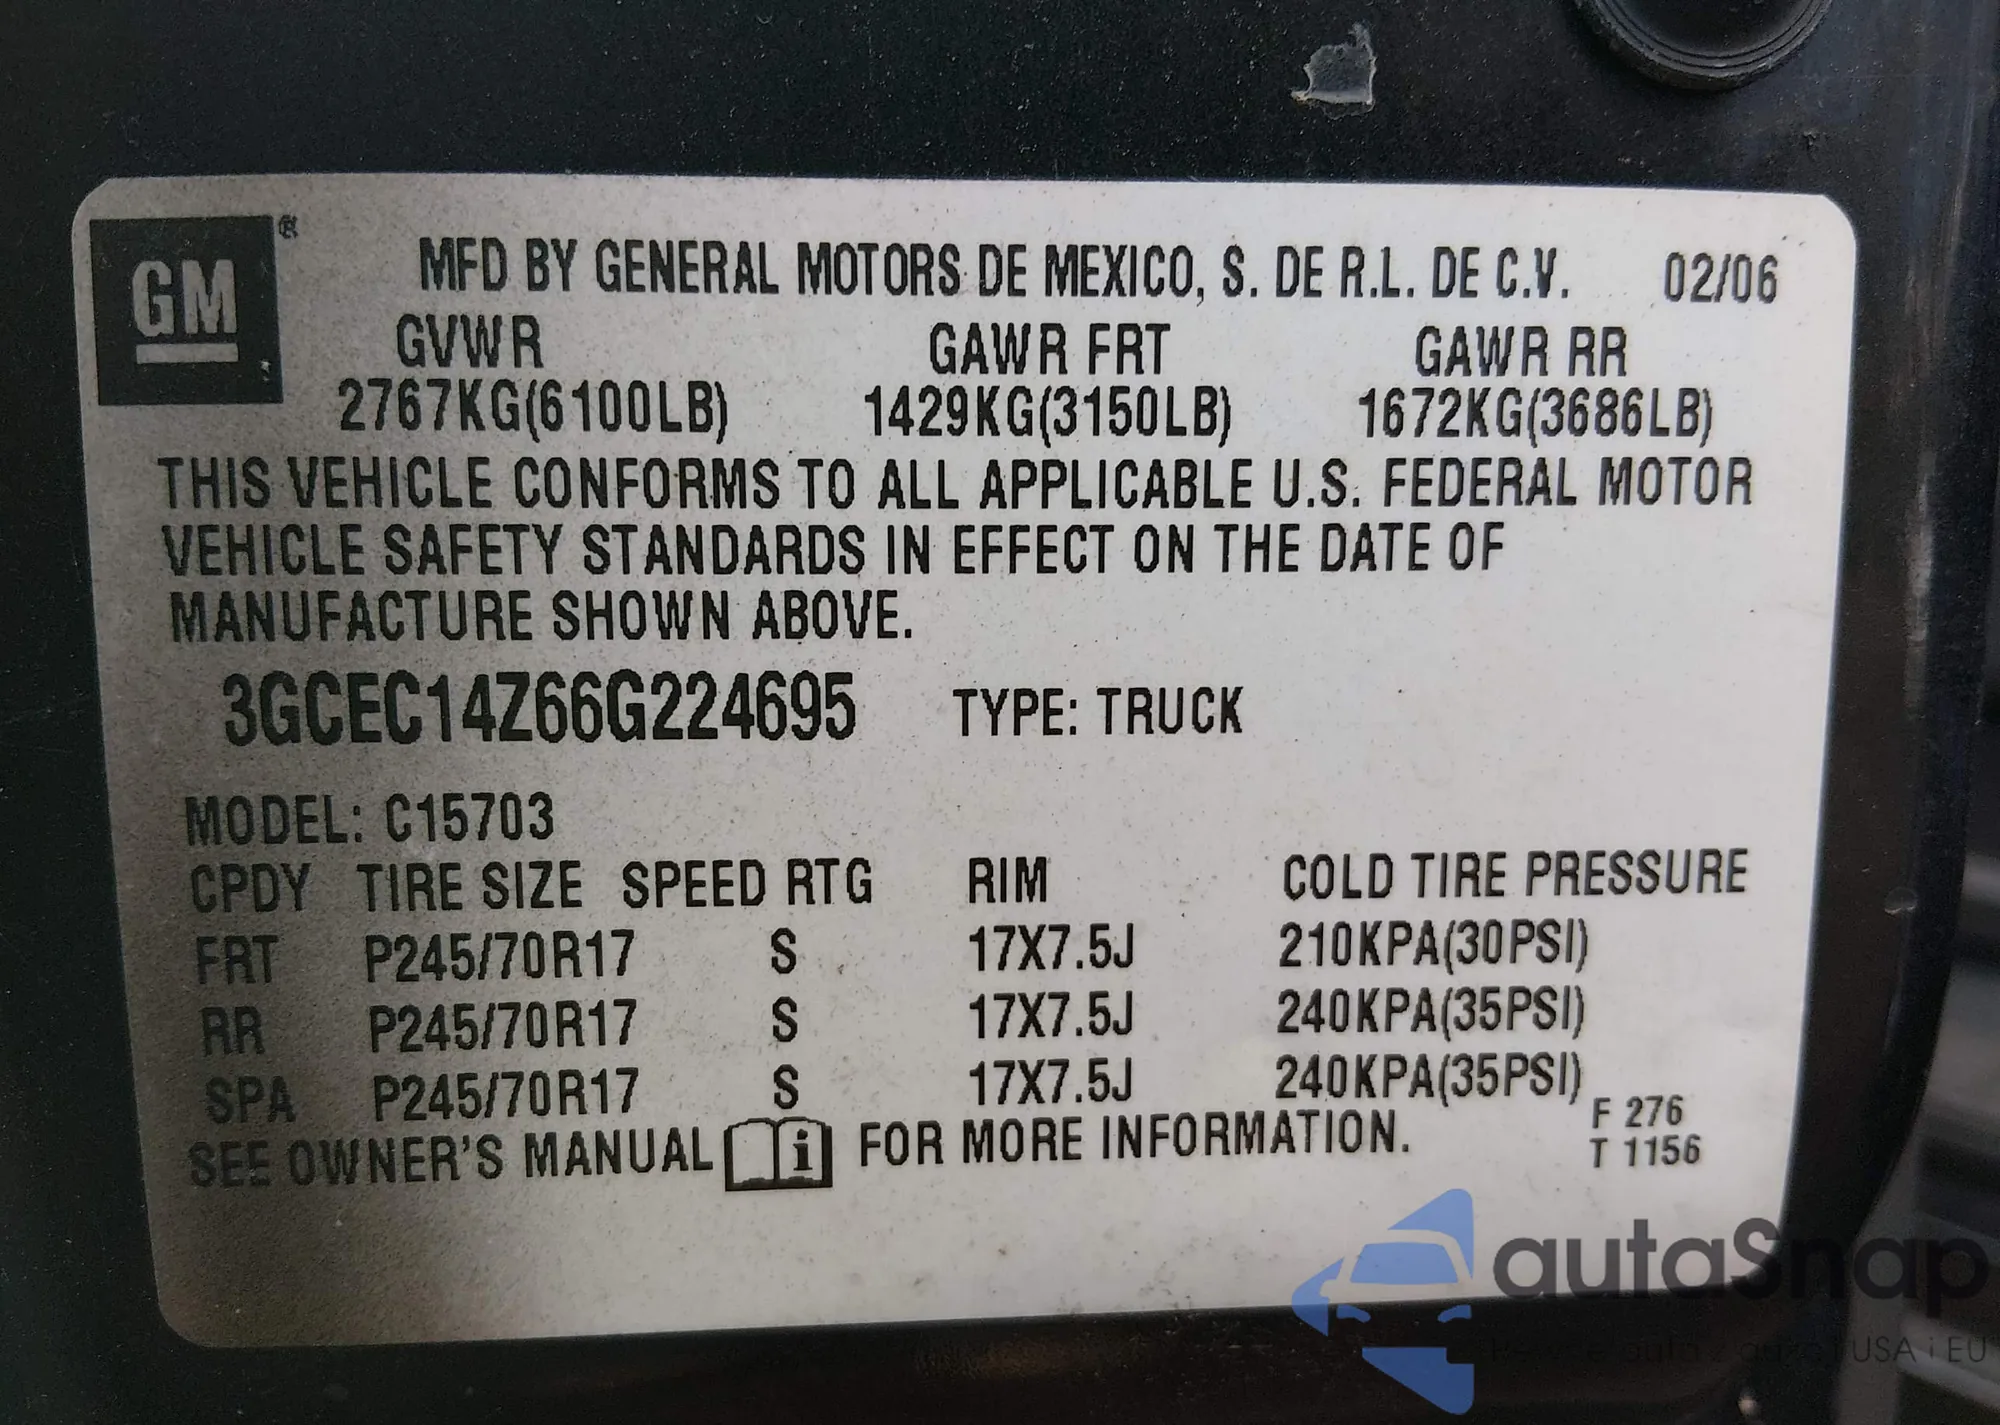 GM ®
MFD BY GENERAL MOTORS DE MEXICO, S. DE R.L. DE C.V. 02/06
GVWR GAWR FRT GAWR RR
2767KG(6100LB) 1429KG(3150LB) 1672KG(3686LB)
THIS VEHICLE CONFORMS TO ALL APPLICABLE U.S. FEDERAL MOTOR
VEHICLE SAFETY STANDARDS IN EFFECT ON THE DATE OF
MANUFACTURE SHOWN ABOVE.
3GCEC14Z66G224695 TYPE: TRUCK
MODEL: C15703
CPDY TIRE SIZE SPEED RTG RIM COLD TIRE PRESSURE
FRT P245/70R17 S 17X7.5J 210KPA(30PSI)
RR P245/70R17 S 17X7.5J 240KPA(35PSI)
SPA P245/70R17 S 17X7.5J 240KPA(35PSI)
SEE OWNER'S MANUAL i FOR MORE INFORMATION.
F 276
T 1156
autaSnap
USA i EU